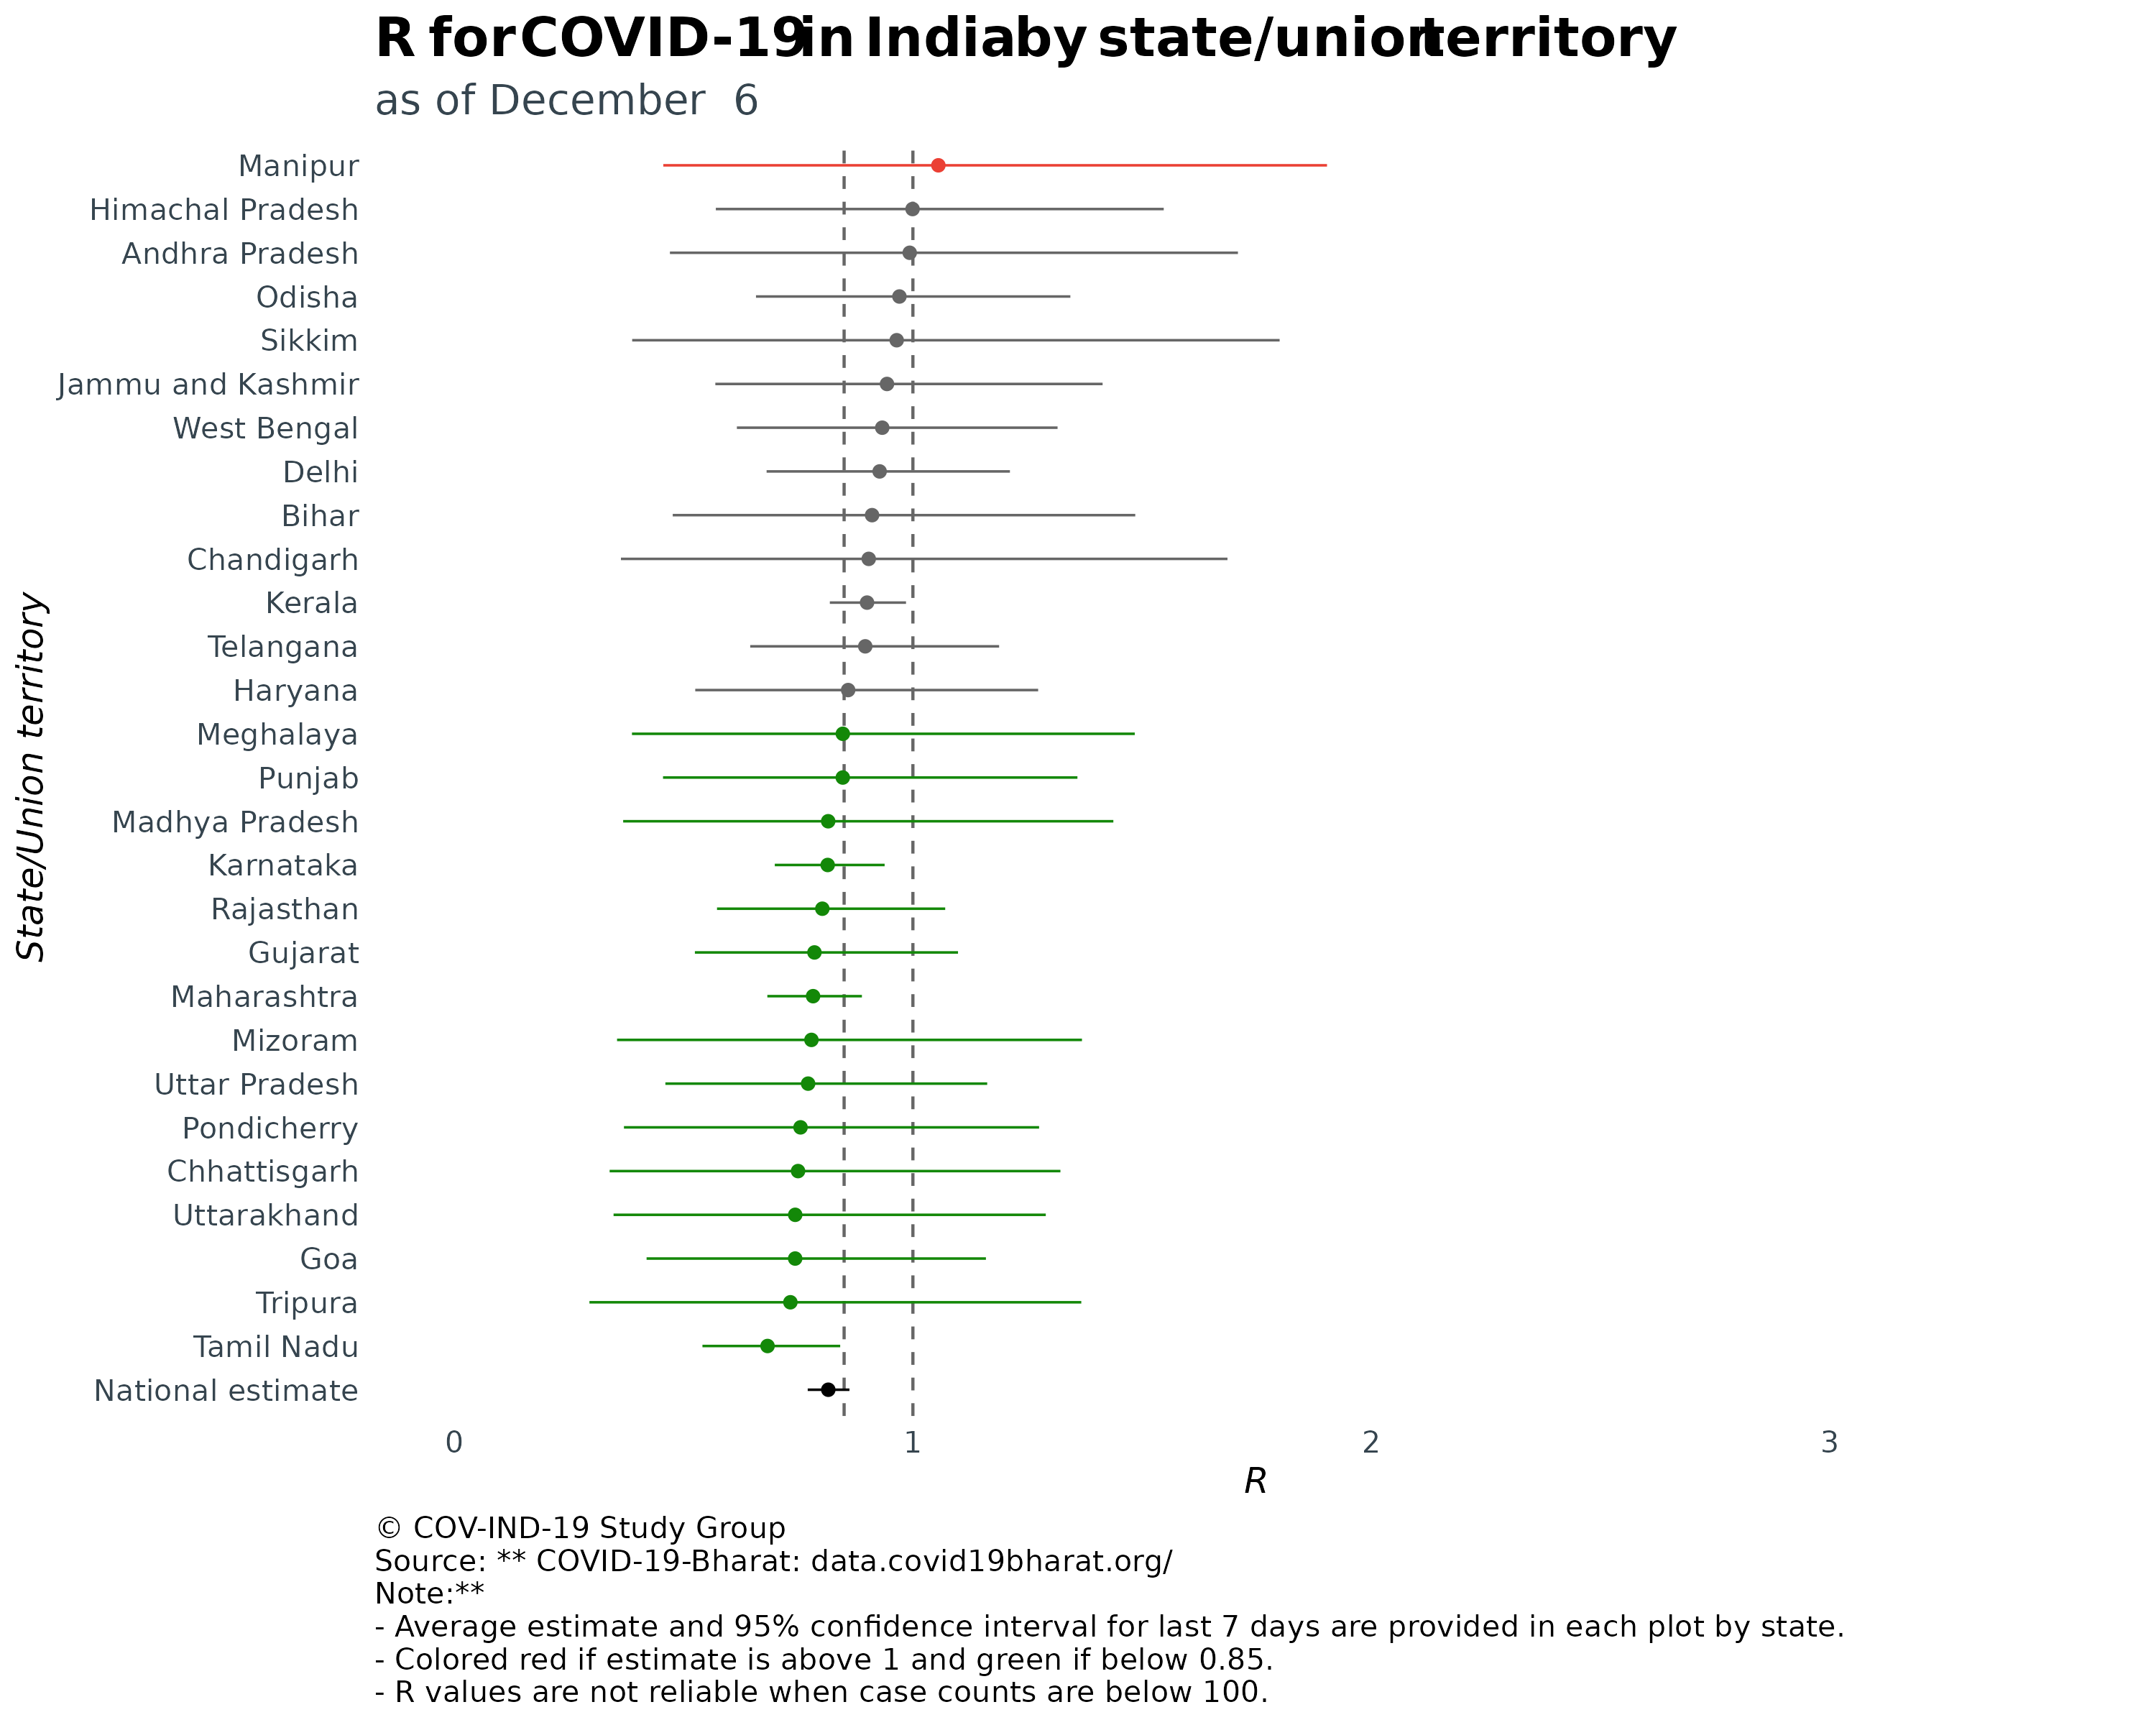 R for COVID-19 in India by state/union territory
as of December 6
Manipur
Himachal Pradesh
Andhra Pradesh
Odisha
Sikkim
Jammu and Kashmir
West Bengal
Delhi
Bihar
Chandigarh
Kerala
Telangana
Haryana
Meghalaya
Punjab
Madhya Pradesh
Karnataka
Rajasthan
Gujarat
Maharashtra
Mizoram
Uttar Pradesh
Pondicherry
Chhattisgarh
Uttarakhand
Goa
Tripura
Tamil Nadu
National estimate
State/Union territory
0 1 2 3
R
© COV-IND-19 Study Group
Source: ** COVID-19-Bharat: data.covid19bharat.org/
Note:**
- Average estimate and 95% confidence interval for last 7 days are provided in each plot by state.
- Colored red if estimate is above 1 and green if below 0.85.
- R values are not reliable when case counts are below 100.